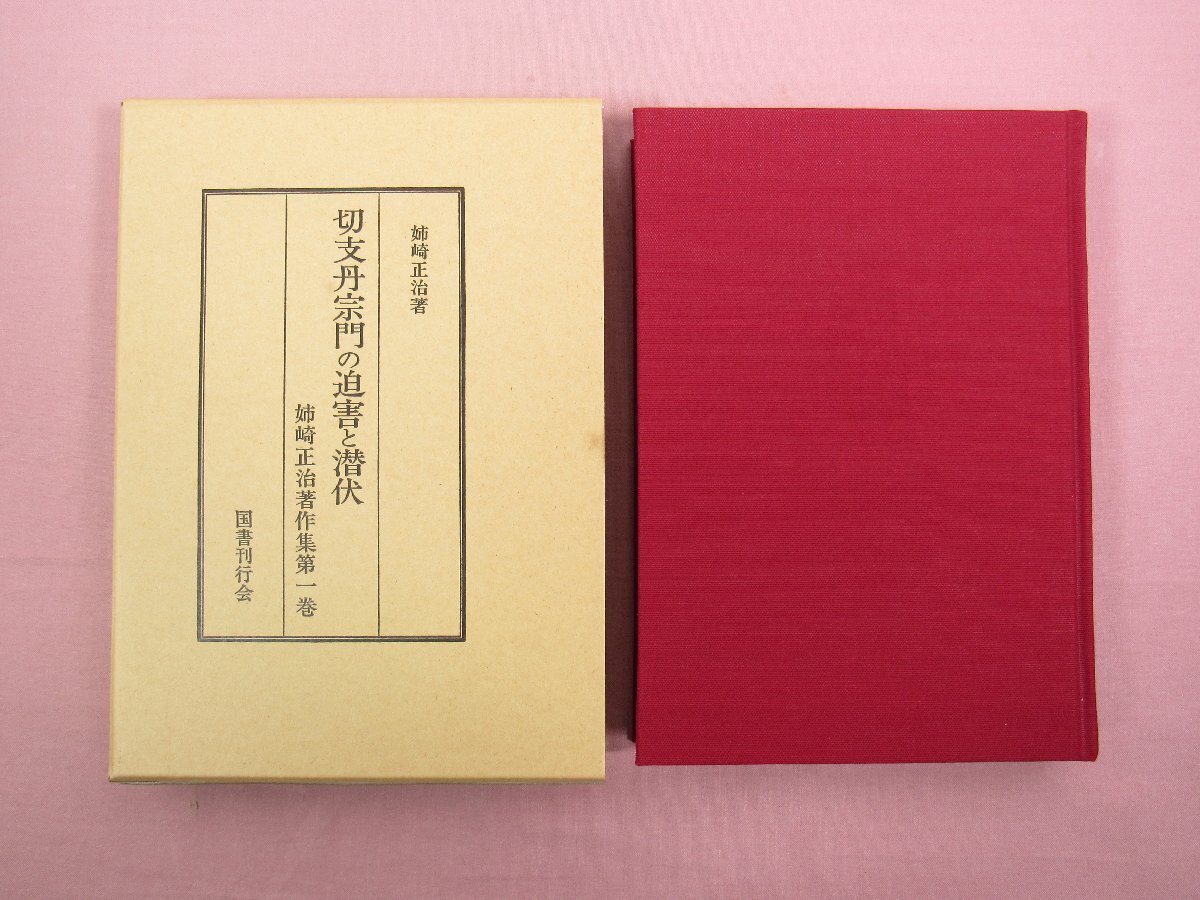 姉崎正治著
切支丹宗門の迫害と潜伏
姉崎正治著作集第一巻
国書刊行会